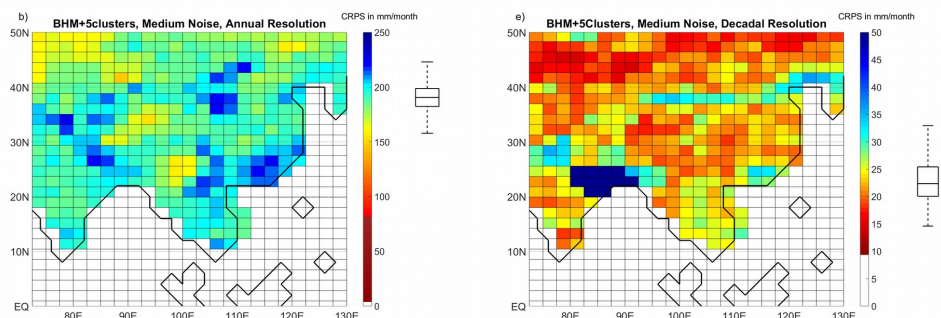 b)
BHM+5clusters, Medium Noise, Annual Resolution
CRPS in mm/month
50N
40N
30N
20N
10N
EQ
80E
90E
100E
110E
120E
130E
250
200
150
100
50
0
e)
BHM+5Clusters, Medium Noise, Decadal Resolution
CRPS in mm/month
50N
40N
30N
20N
10N
EQ
80E
90E
100E
110E
120E
130E
50
45
40
35
30
25
20
15
10
5
0